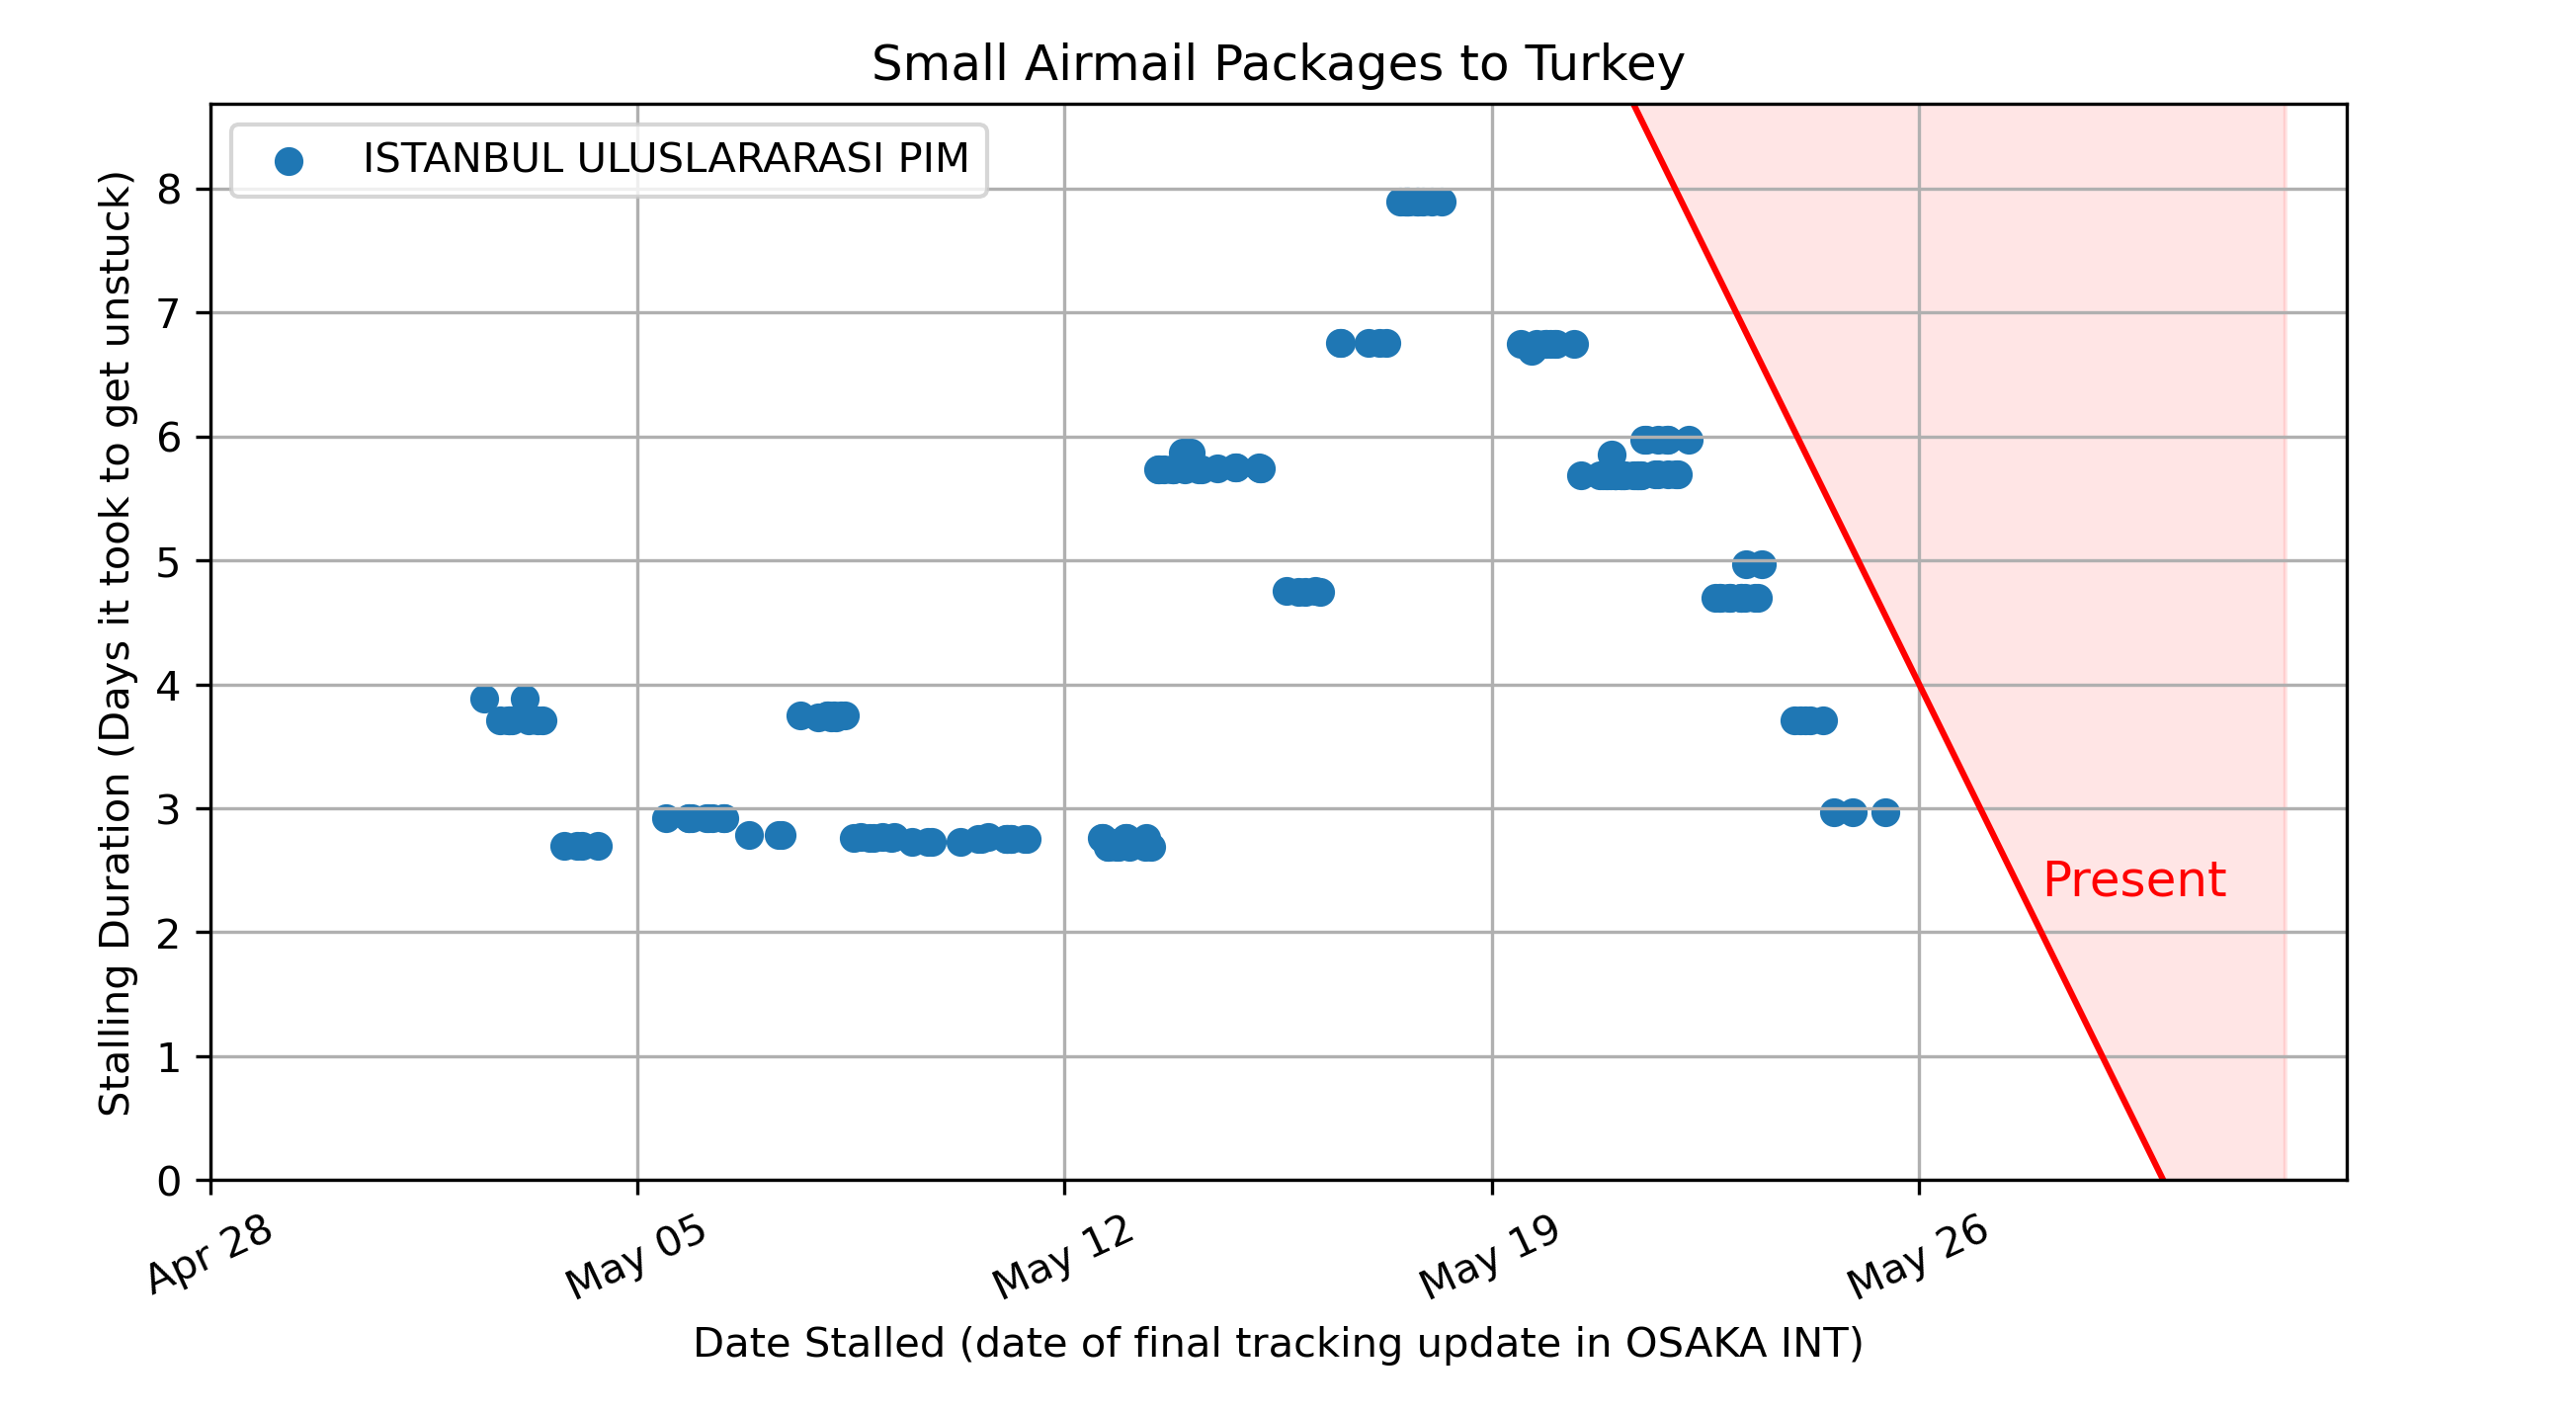 Small Airmail Packages to Turkey
ISTANBUL ULUSLARARASI PIM
Stalling Duration (Days it took to get unstuck)
8
7
6
5
4
3
2
1
0
Present
Apr 28
May 05
May 12
May 19
May 26
Date Stalled (date of final tracking update in OSAKA INT)